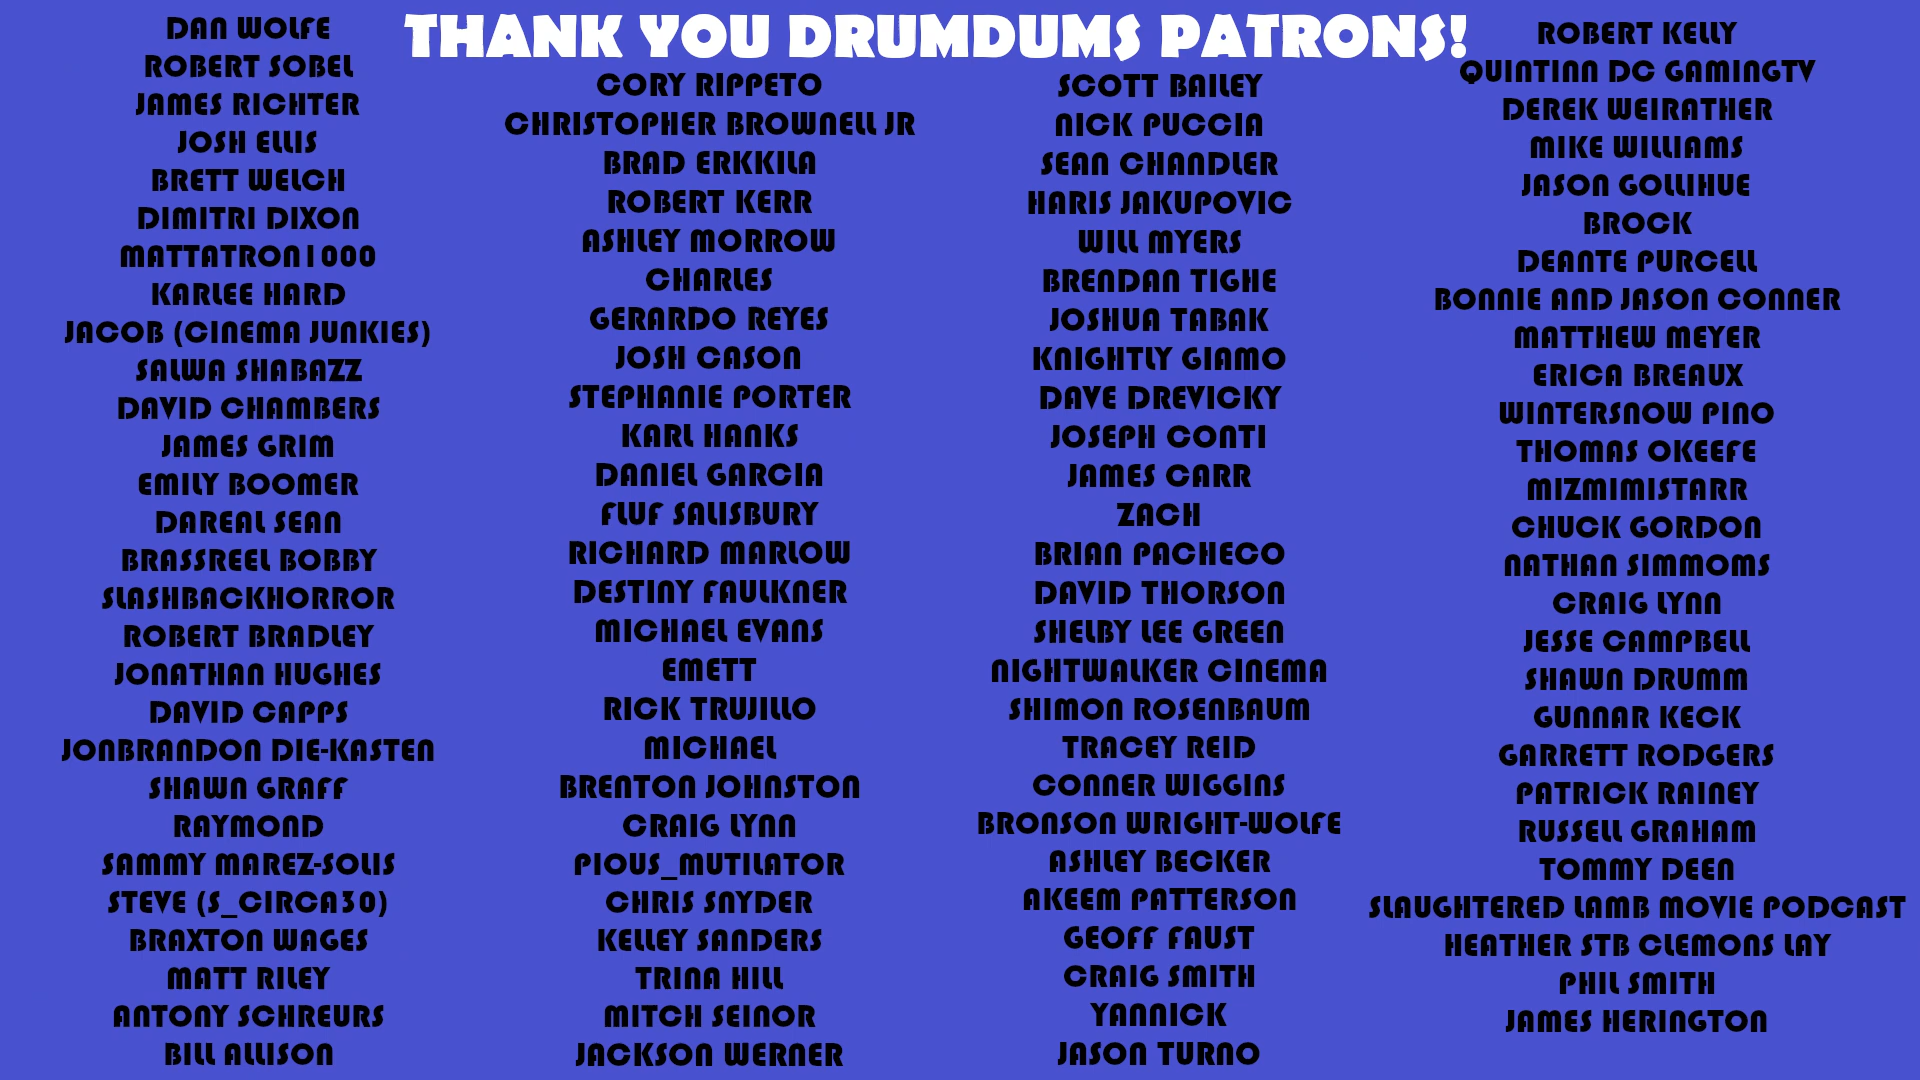 THANK YOU DRUMDUMS PATRONS!
DAN WOLFE
ROBERT SOBEL
JAMES RICHTER
JOSH ELLIS
BRETT WELCH
DIMITRI DIXON
MATTATRON1000
KARLEE HARD
JACOB (CINEMA JUNKIES)
SALWA SHABAZZ
DAVID CHAMBERS
JAMES GRIM
EMILY BOOMER
DAREAL SEAN
BRASSREEL BOBBY
SLASHBACKHORROR
ROBERT BRADLEY
JONATHAN HUGHES
DAVID CAPPS
JONBRANDON DIE-KASTEN
SHAWN GRAFF
RAYMOND
SAMMY MAREZ-SOLIS
STEVE (S_CIRCA30)
BRAXTON WAGES
MATT RILEY
ANTONY SCHREURS
BILL ALLISON
CORY RIPPETO
CHRISTOPHER BROWNELL JR
BRAD ERKKILA
ROBERT KERR
ASHLEY MORROW
CHARLES
GERARDO REYES
JOSH CASON
STEPHANIE PORTER
KARL HANKS
DANIEL GARCIA
FLUF SALISBURY
RICHARD MARLOW
DESTINY FAULKNER
MICHAEL EVANS
EMETT
RICK TRUJILLO
MICHAEL
BRENTON JOHNSTON
CRAIG LYNN
PIOUS_MUTILATOR
CHRIS SNYDER
KELLEY SANDERS
TRINA HILL
MITCH SEINOR
JACKSON WERNER
SCOTT BAILEY
NICK PUCCIA
SEAN CHANDLER
HARIS JAKUPOVIC
WILL MYERS
BRENDAN TIGHE
JOSHUA TABAK
KNIGHTLY GIAMO
DAVE DREVICKY
JOSEPH CONTI
JAMES CARR
ZACH
BRIAN PACHECO
DAVID THORSON
SHELBY LEE GREEN
NIGHTWALKER CINEMA
SHIMON ROSENBAUM
TRACEY REID
CONNER WIGGINS
BRONSON WRIGHT-WOLFE
ASHLEY BECKER
AKEEM PATTERSON
GEOFF FAUST
CRAIG SMITH
YANNICK
JASON TURNO
ROBERT KELLY
QUINTINN DC GAMINGTV
DEREK WEIRATHER
MIKE WILLIAMS
JASON GOLLIHUE
BROCK
DEANTE PURCELL
BONNIE AND JASON CONNER
MATTHEW MEYER
ERICA BREAUX
WINTERSNOW PINO
THOMAS OKEEFE
MIZMIMISTARR
CHUCK GORDON
NATHAN SIMMOMS
CRAIG LYNN
JESSE CAMPBELL
SHAWN DRUMM
GUNNAR KECK
GARRETT RODGERS
PATRICK RAINEY
RUSSELL GRAHAM
TOMMY DEEN
SLAUGHTERED LAMB MOVIE PODCAST
HEATHER STB CLEMONS LAY
PHIL SMITH
JAMES HERINGTON